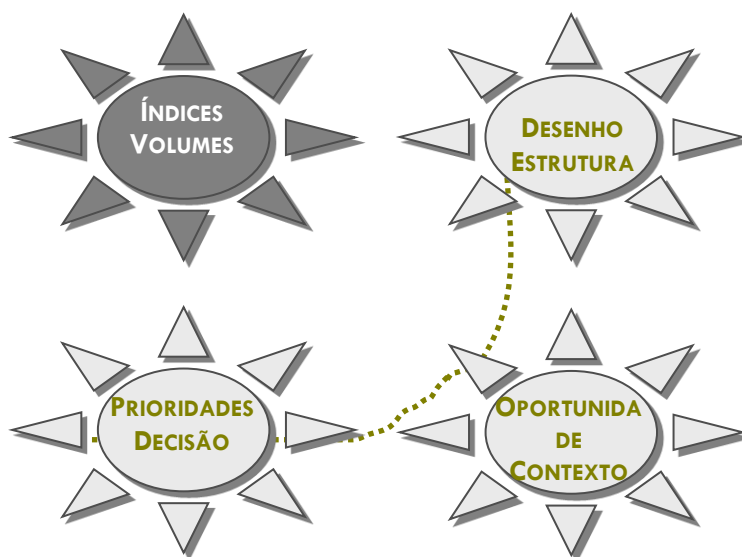 ÍNDICES
VOLUMES
DESENHO
ESTRUTURA
PRIORIDADES
DECISÃO
OPORTUNIDA
DE
CONTEXTO